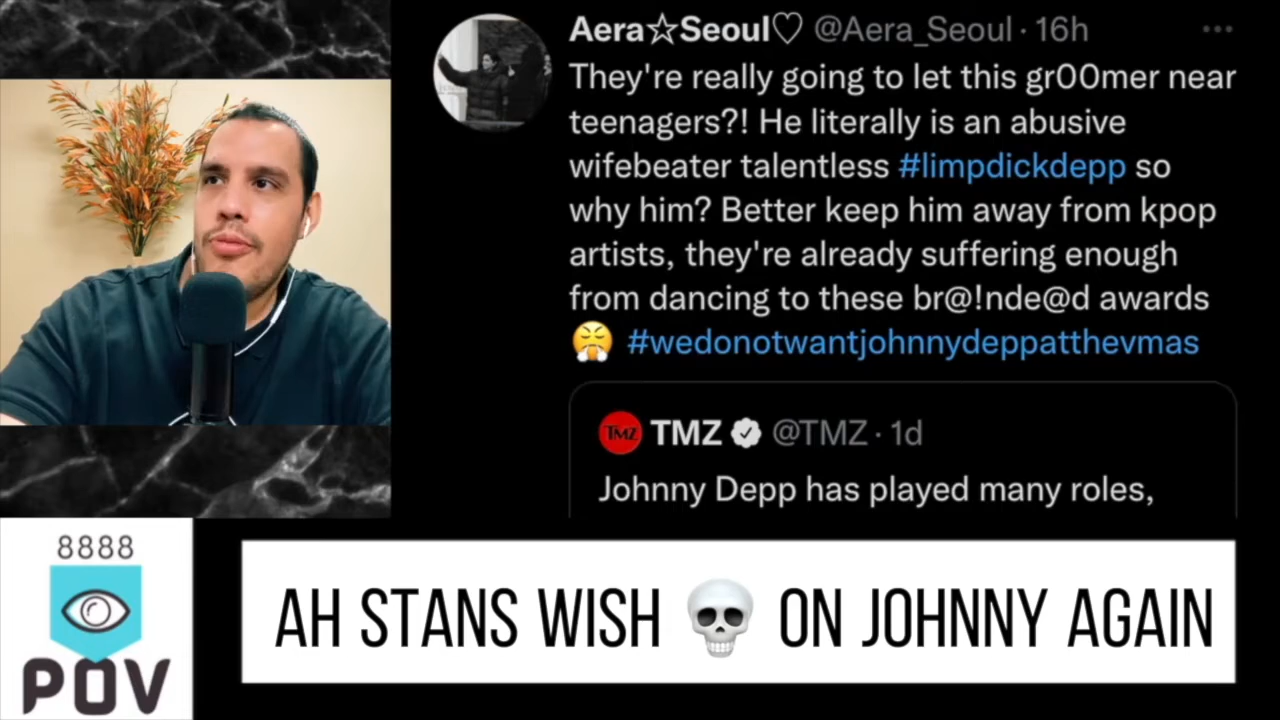 Aera☆Seoul♡ @Aera_Seoul · 16h
They're really going to let this gr00mer near
teenagers?! He literally is an abusive
wifebeater talentless #limpdickdepp so
why him? Better keep him away from kpop
artists, they're already suffering enough
from dancing to these br@!nde@d awards
😤 #wedonotwantjohnnydeppatthevmas
TMZ @TMZ · 1d
Johnny Depp has played many roles,
8888
POV
AH STANS WISH 💀 ON JOHNNY AGAIN